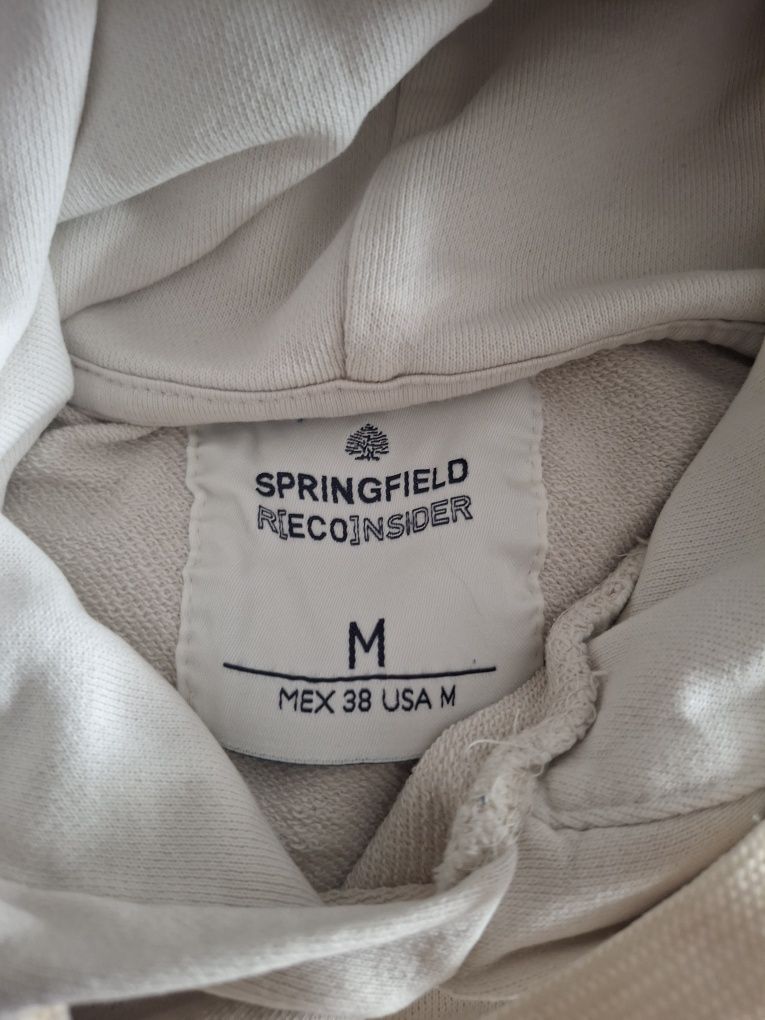 SPRINGFIELD
R[ECO]NSIDER
M
MEX 38 USA M